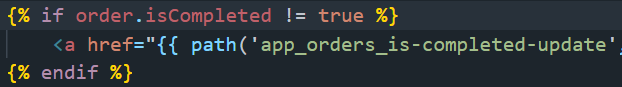 {% if order.isCompleted != true %}
<a href="{{ path('app_orders_is-completed-update',
{% endif %}